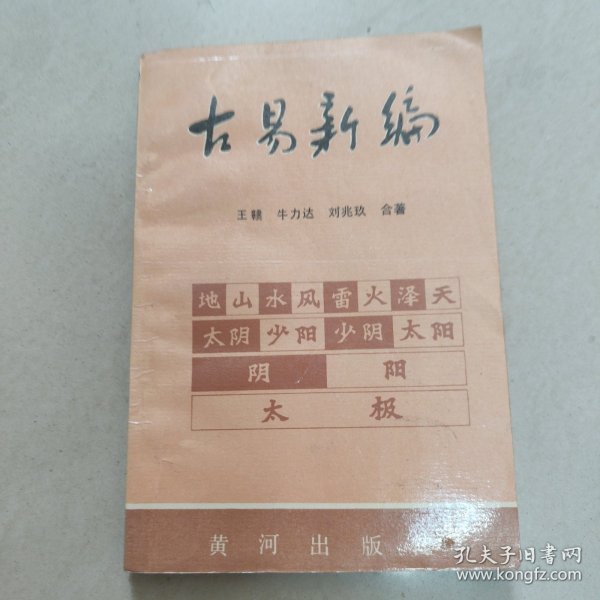 古易新编
王赣 牛力达 刘兆玖 合著
地山水风雷火泽天
太阴 少阳 少阴 太阳
阴 阳
太极
黄河出版
孔夫子旧书网
www.kongfz.com